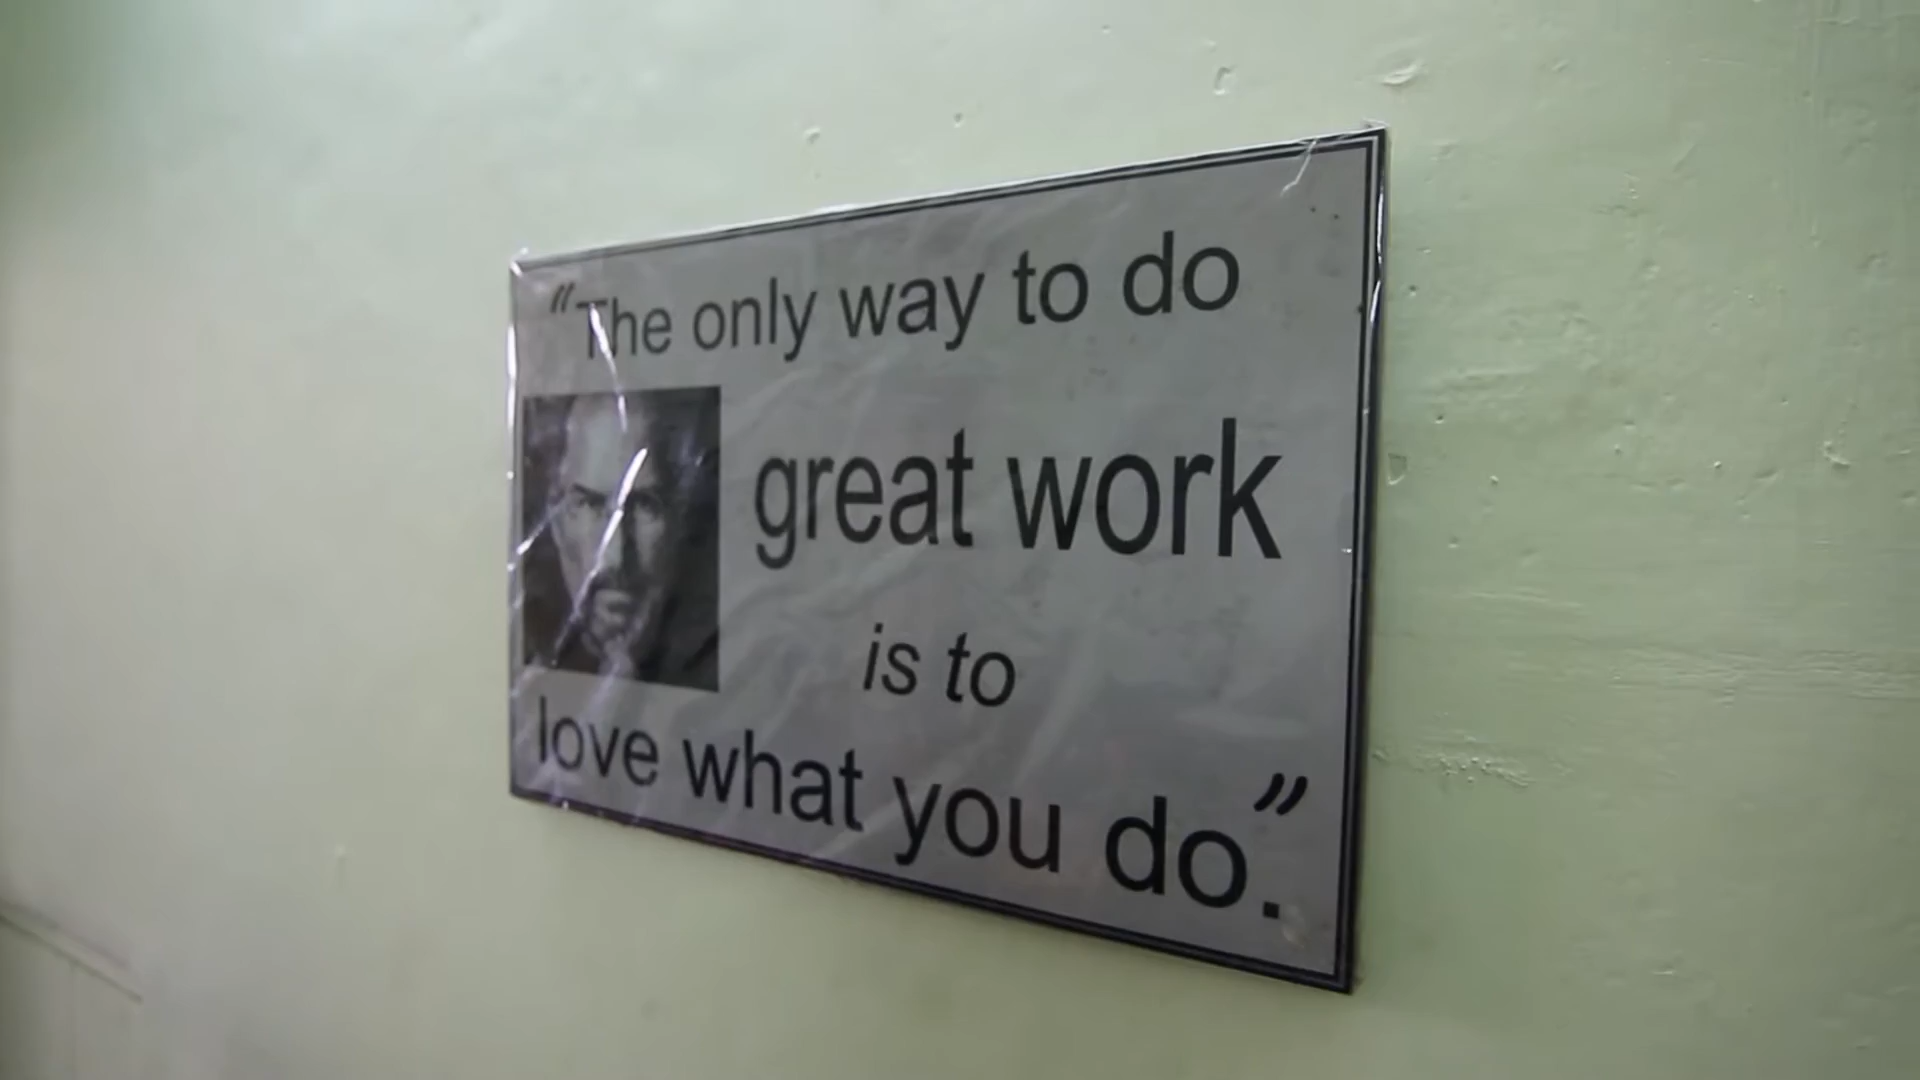 “The only way to do
great work
is to
love what you do.”